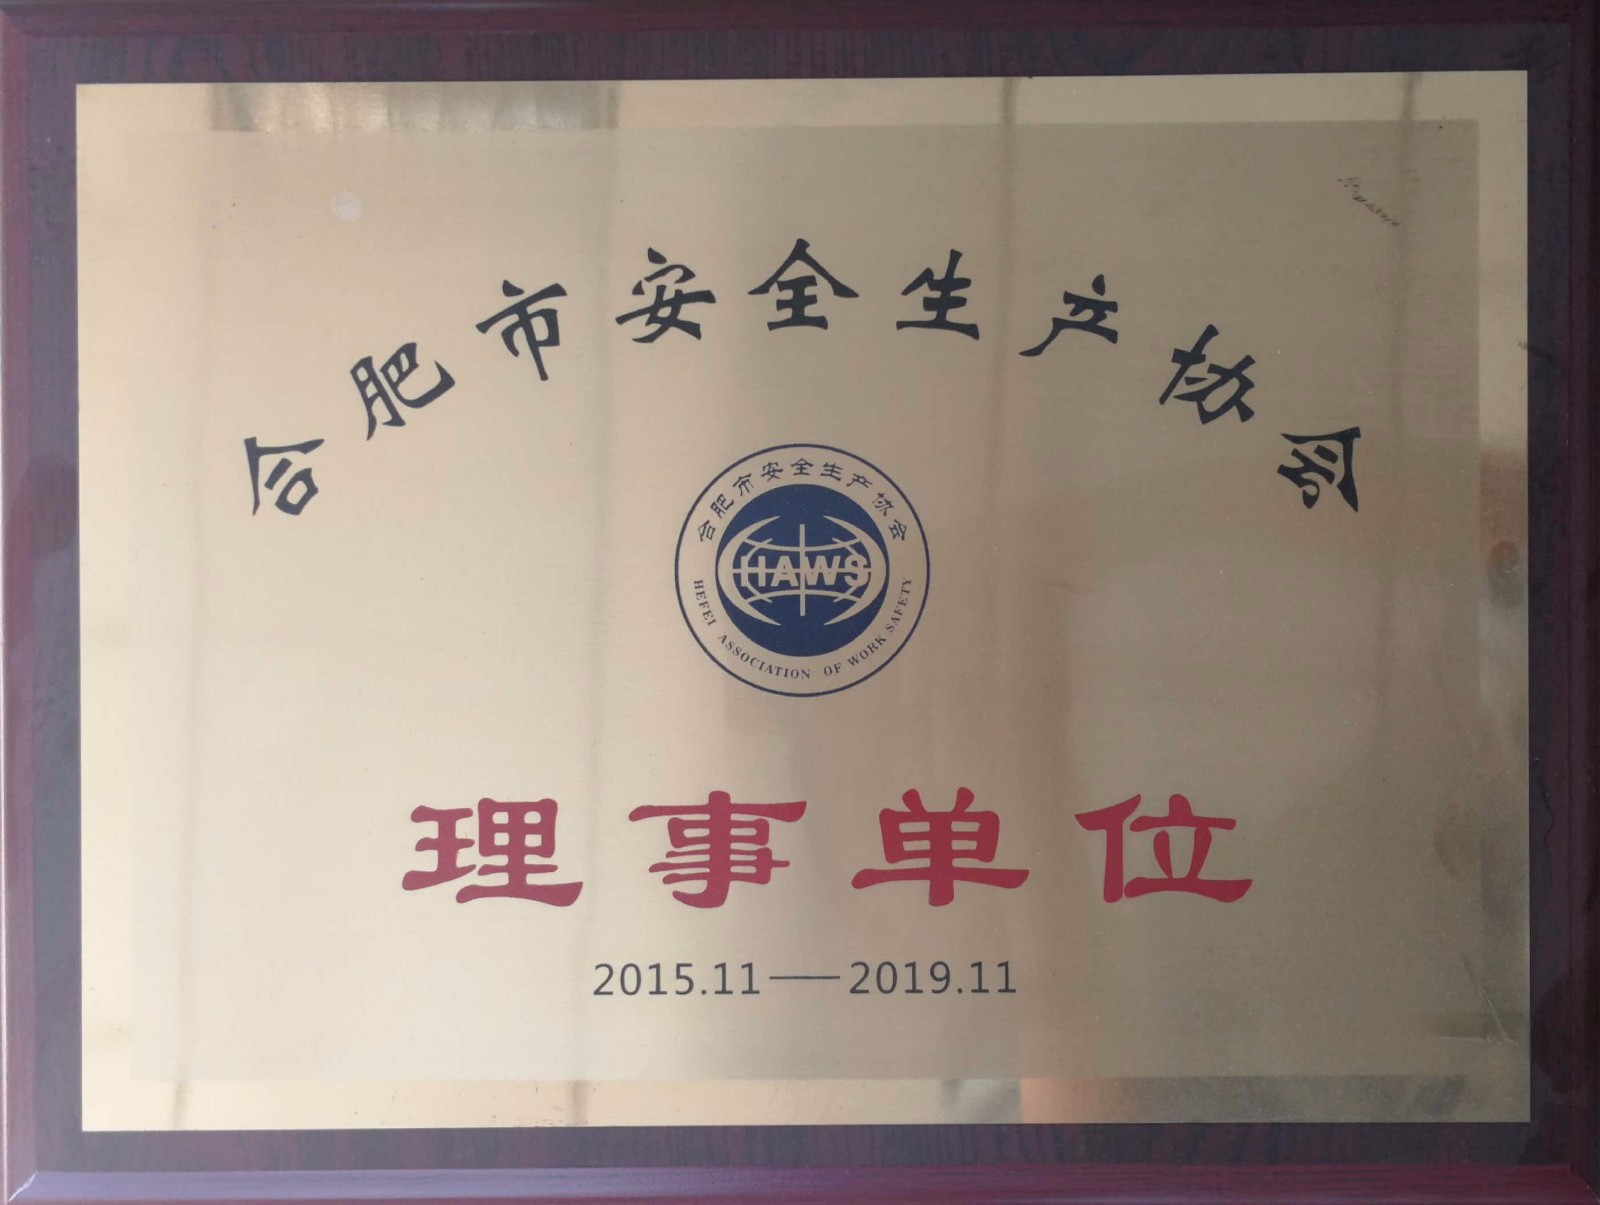 合肥市安全生产协会
合肥市安全生产协会
HAWS
HEFEI ASSOCIATION OF WORK SAFETY
理事单位
2015.11——2019.11